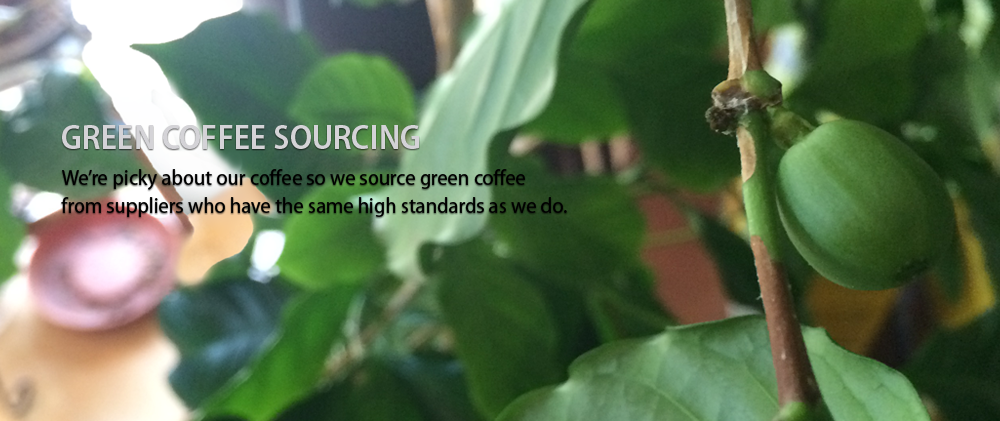 GREEN COFFEE SOURCING
We're picky about our coffee so we source green coffee
from suppliers who have the same high standards as we do.